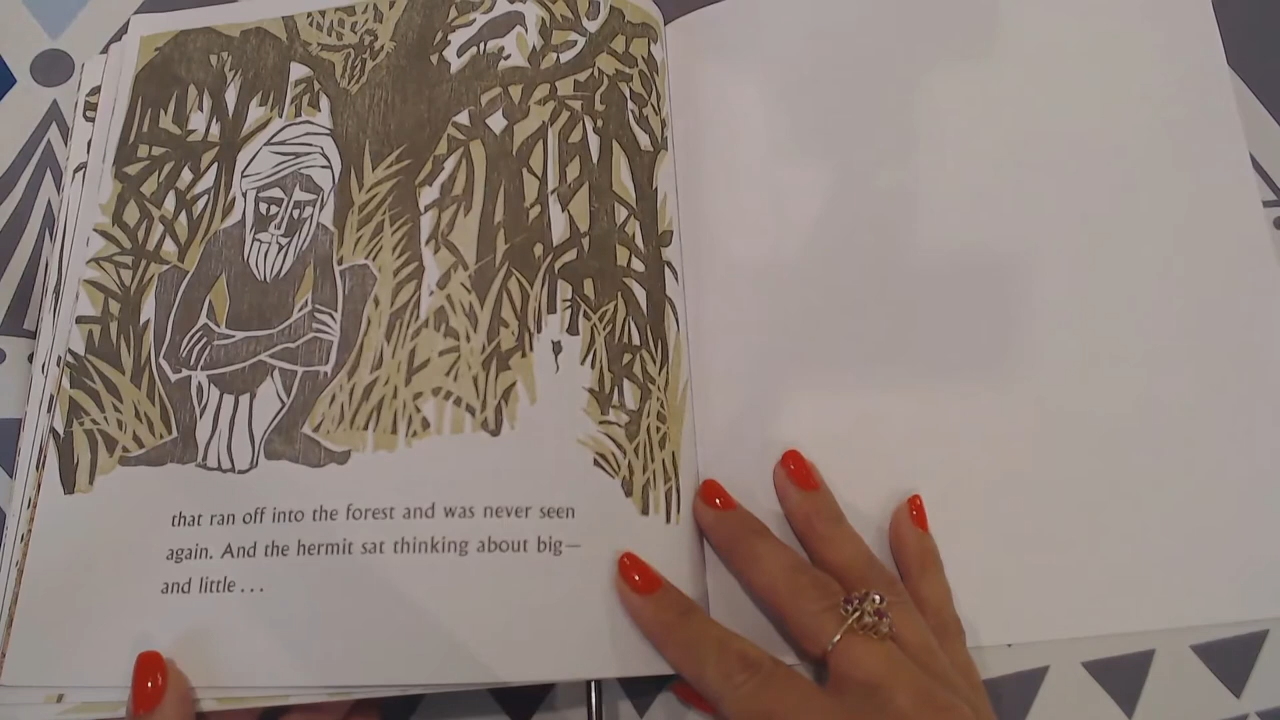 that ran off into the forest and was never seen
again. And the hermit sat thinking about big—
and little...